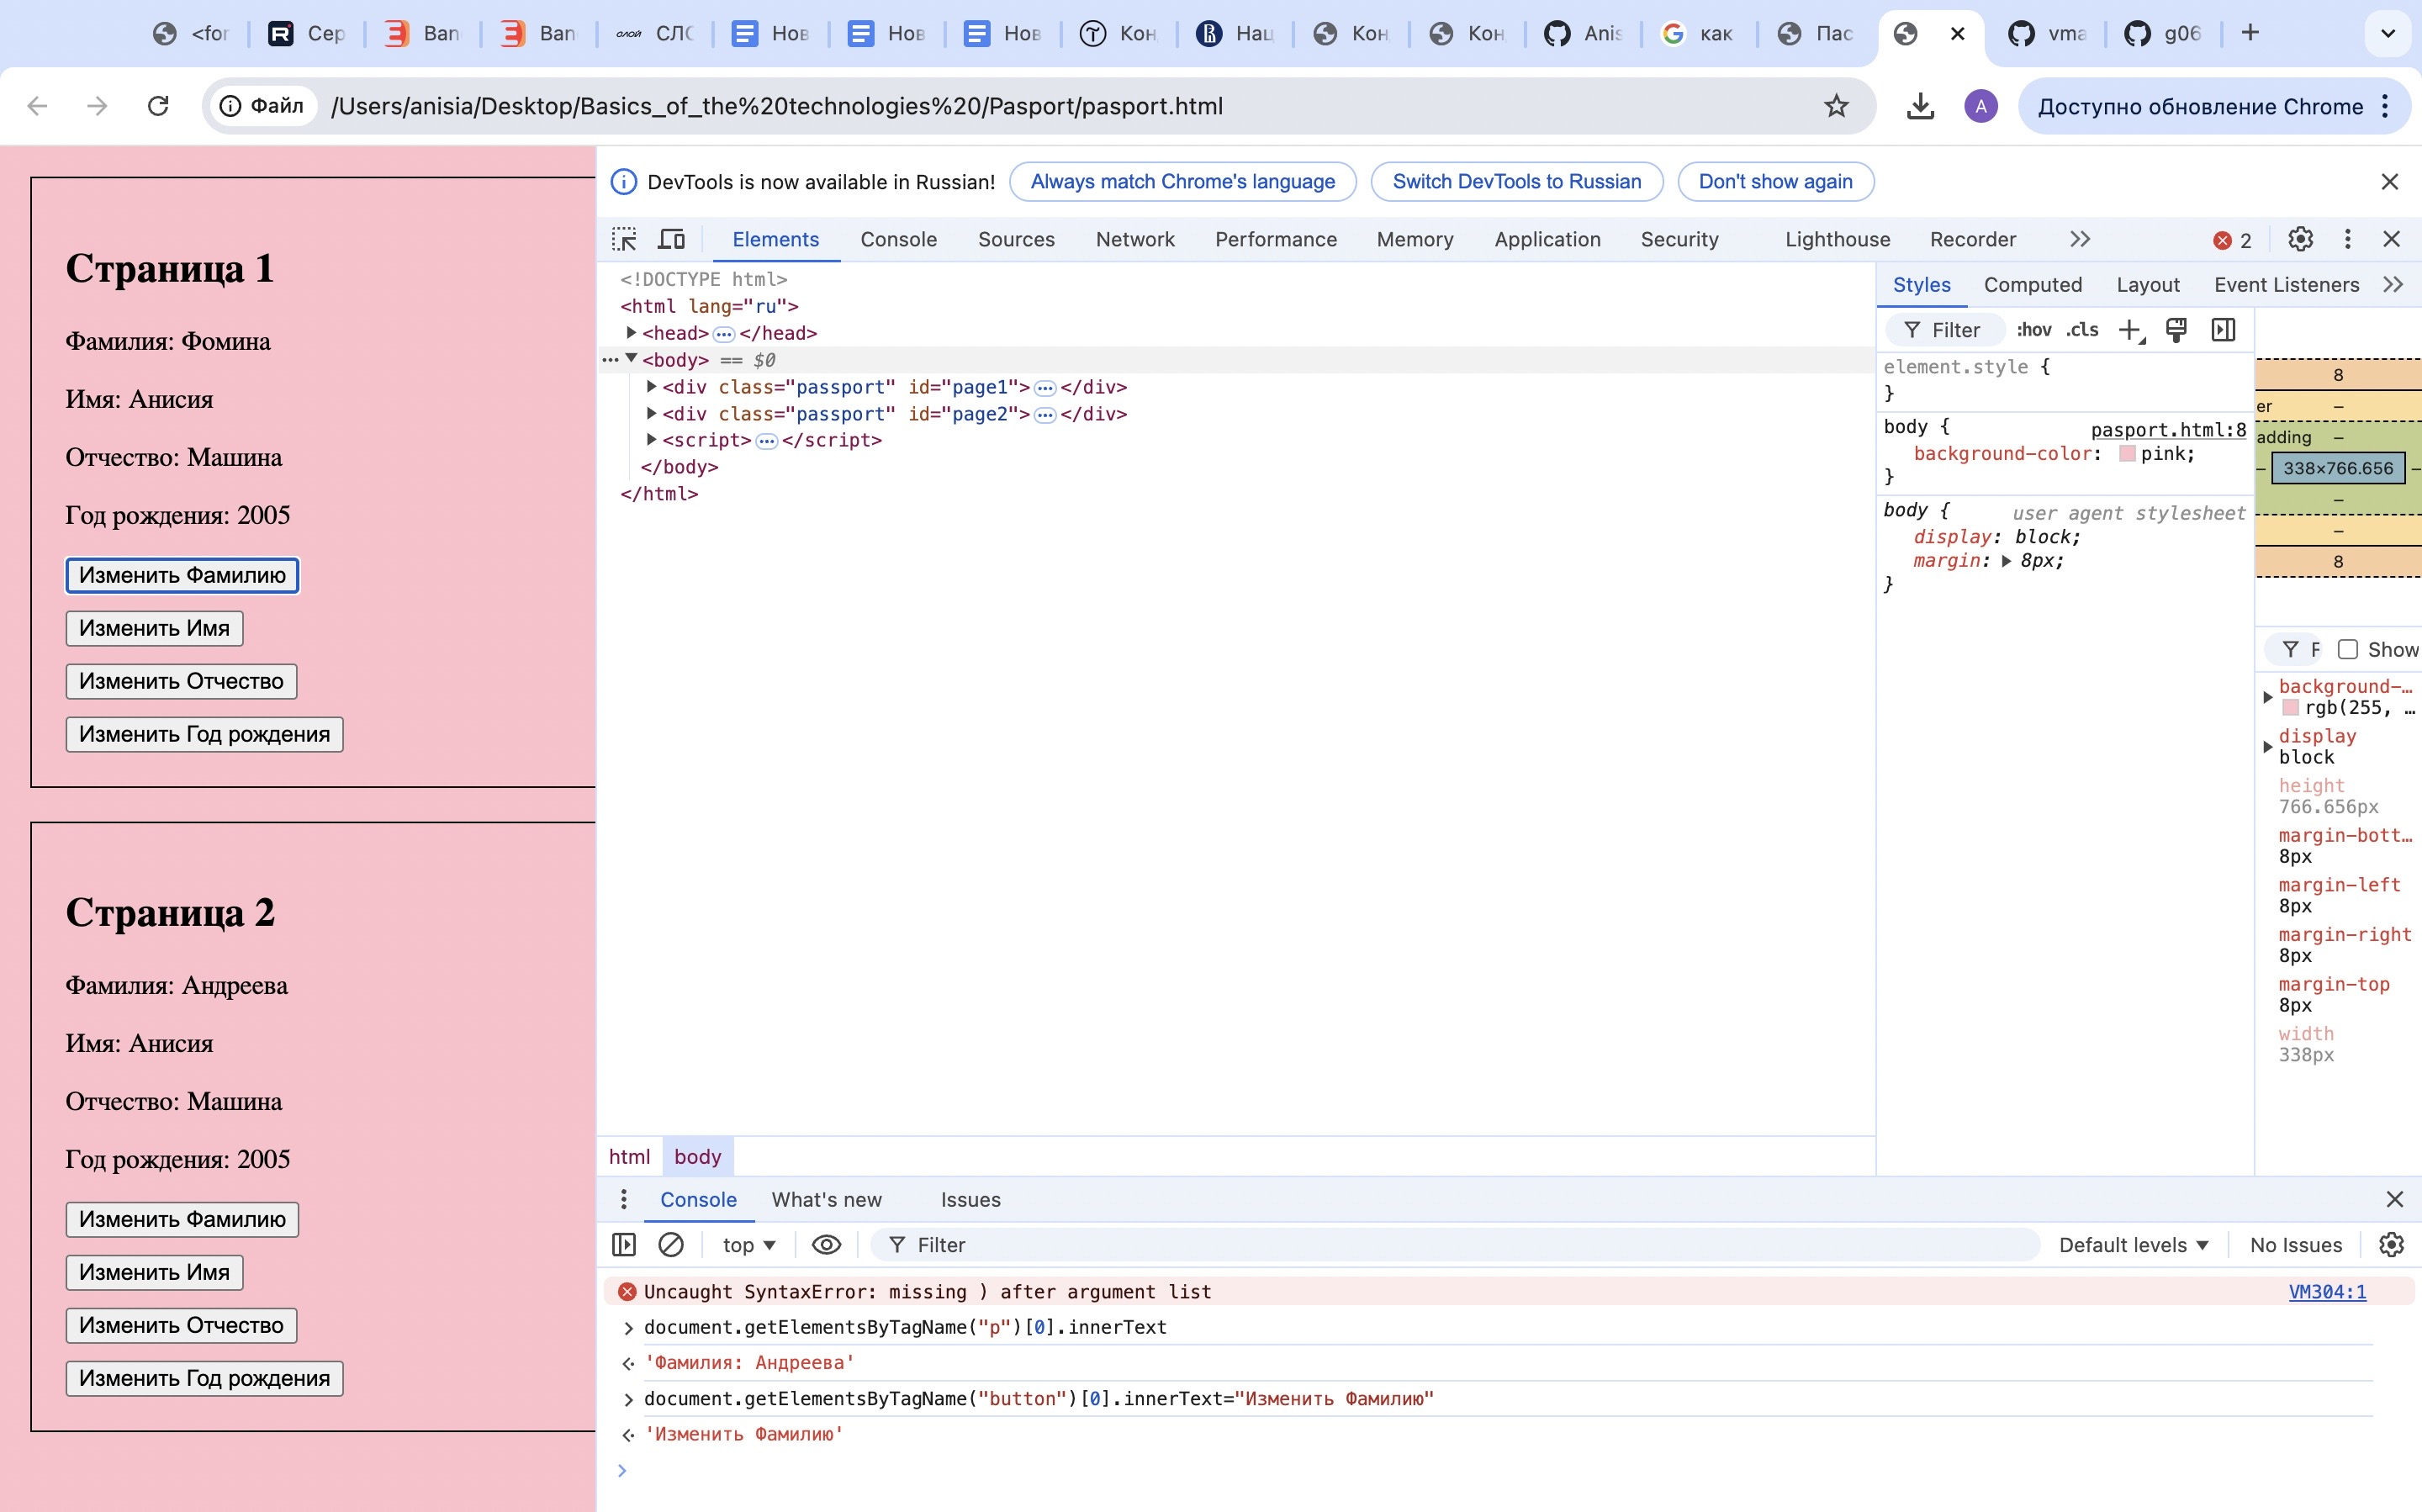 <for
Сер
Ban
Ban
слой СЛО
Нов
Нов
Нов
Кон
Нац
Кон
Кон
Anis
как
Пас
vma
g06
Файл /Users/anisia/Desktop/Basics_of_the%20technologies%20/Pasport/pasport.html
A
Доступно обновление Chrome
Страница 1
Фамилия: Фомина
Имя: Анисия
Отчество: Машина
Год рождения: 2005
Изменить Фамилию
Изменить Имя
Изменить Отчество
Изменить Год рождения
Страница 2
Фамилия: Андреева
Имя: Анисия
Отчество: Машина
Год рождения: 2005
Изменить Фамилию
Изменить Имя
Изменить Отчество
Изменить Год рождения
DevTools is now available in Russian! Always match Chrome's language Switch DevTools to Russian Don't show again
Elements Console Sources Network Performance Memory Application Security Lighthouse Recorder 2
<!DOCTYPE html>
<html lang="ru">
<head> ⋯ </head>
<body> == $0
<div class="passport" id="page1"> ⋯ </div>
<div class="passport" id="page2"> ⋯ </div>
<script> ⋯ </script>
</body>
</html>
html body
Styles Computed Layout Event Listeners
Filter :hov .cls
element.style {
}
body { pasport.html:8
background-color: pink;
}
body { user agent stylesheet
display: block;
margin: 8px;
}
8
er –
adding –
– 338×766.656 –
–
–
8
F Show
background-…
rgb(255, …
display
block
height
766.656px
margin-bott…
8px
margin-left
8px
margin-right
8px
margin-top
8px
width
338px
Console What's new Issues
top Filter Default levels No Issues
Uncaught SyntaxError: missing ) after argument list VM304:1
document.getElementsByTagName("p")[0].innerText
'Фамилия: Андреева'
document.getElementsByTagName("button")[0].innerText="Изменить Фамилию"
'Изменить Фамилию'